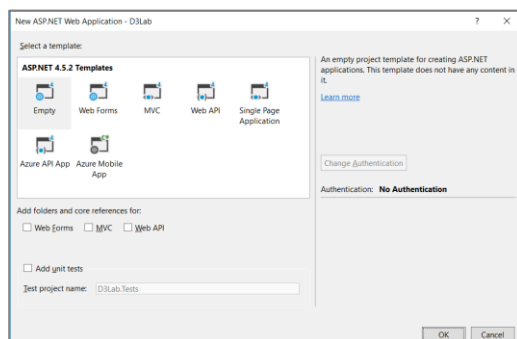 New ASP.NET Web Application - D3Lab
Select a template:
ASP.NET 4.5.2 Templates
Empty
Web Forms
MVC
Web API
Single Page
Application
Azure API App
Azure Mobile
App
An empty project template for creating ASP.NET
applications. This template does not have any content in
it.
Learn more
Change Authentication
Authentication: No Authentication
Add folders and core references for:
Web Forms MVC Web API
Add unit tests
Test project name: D3Lab.Tests
OK Cancel